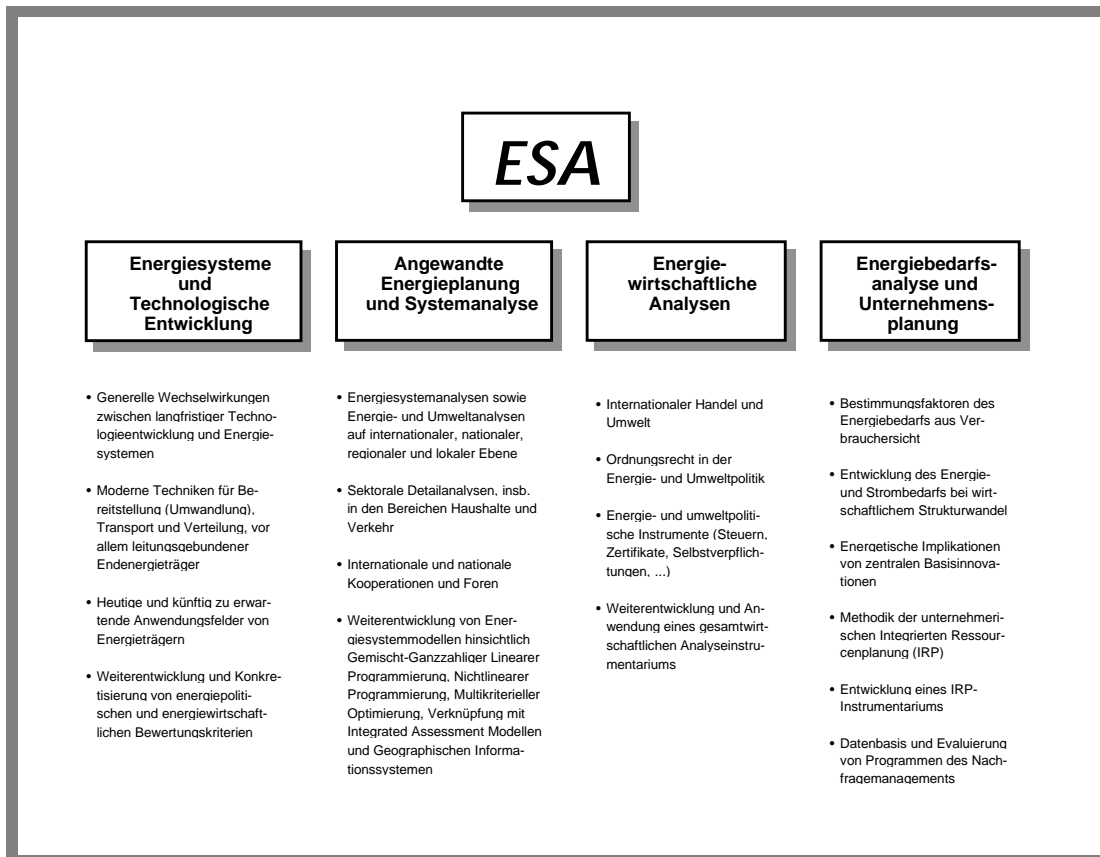 ESA
Energiesysteme
und
Technologische
Entwicklung
• Generelle Wechselwirkungen
zwischen langfristiger Techno-
logieentwicklung und Energie-
systemen
• Moderne Techniken für Be-
reitstellung (Umwandlung),
Transport und Verteilung, vor
allem leitungsgebundener
Endenergieträger
• Heutige und künftig zu erwar-
tende Anwendungsfelder von
Energieträgern
• Weiterentwicklung und Konkre-
tisierung von energiepoliti-
schen und energiewirtschaft-
lichen Bewertungskriterien
Angewandte
Energieplanung
und Systemanalyse
• Energiesystemanalysen sowie
Energie- und Umweltanalysen
auf internationaler, nationaler,
regionaler und lokaler Ebene
• Sektorale Detailanalysen, insb.
in den Bereichen Haushalte und
Verkehr
• Internationale und nationale
Kooperationen und Foren
• Weiterentwicklung von Ener-
giesystemmodellen hinsichtlich
Gemischt-Ganzzahliger Linearer
Programmierung, Nichtlinearer
Programmierung, Multikriterieller
Optimierung, Verknüpfung mit
Integrated Assessment Modellen
und Geographischen Informa-
tionssystemen
Energie-
wirtschaftliche
Analysen
• Internationaler Handel und
Umwelt
• Ordnungsrecht in der
Energie- und Umweltpolitik
• Energie- und umweltpoliti-
sche Instrumente (Steuern,
Zertifikate, Selbstverpflich-
tungen, ...)
• Weiterentwicklung und An-
wendung eines gesamtwirt-
schaftlichen Analyseinstru-
mentariums
Energiebedarfs-
analyse und
Unternehmens-
planung
• Bestimmungsfaktoren des
Energiebedarfs aus Ver-
brauchersicht
• Entwicklung des Energie-
und Strombedarfs bei wirt-
schaftlichem Strukturwandel
• Energetische Implikationen
von zentralen Basisinnova-
tionen
• Methodik der unternehmeri-
schen Integrierten Ressour-
cenplanung (IRP)
• Entwicklung eines IRP-
Instrumentariums
• Datenbasis und Evaluierung
von Programmen des Nach-
fragemanagements